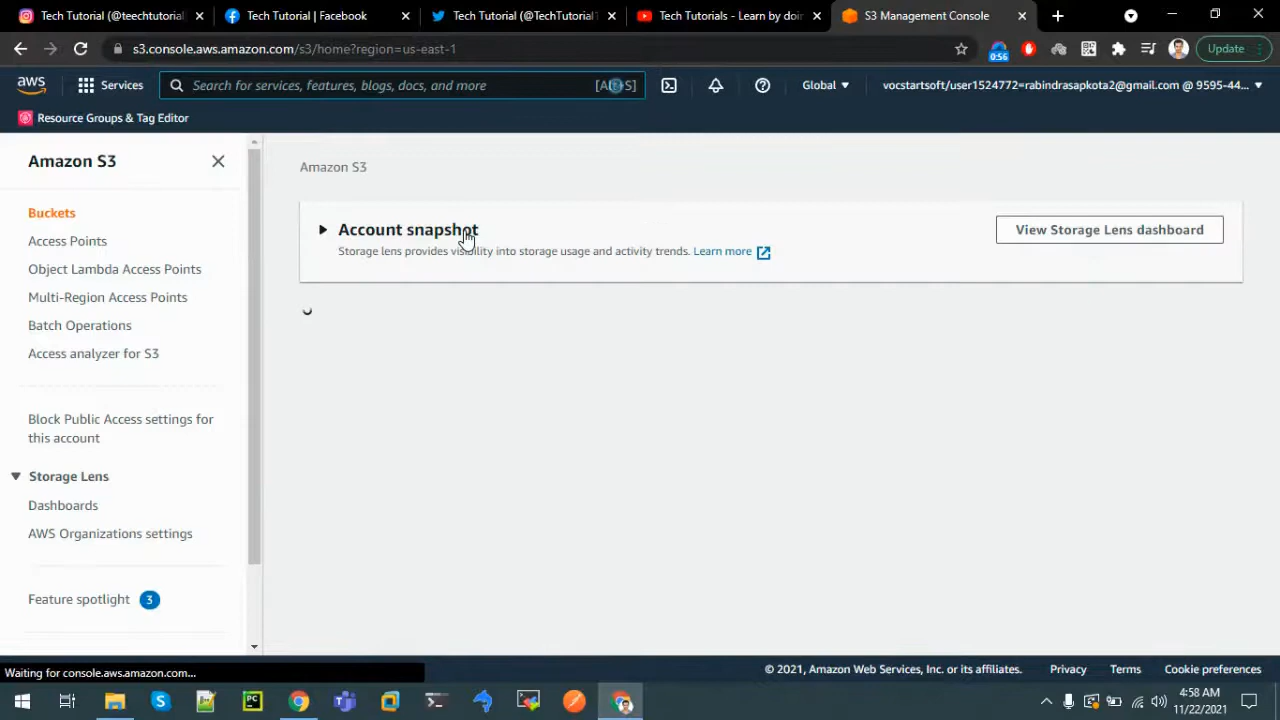 Tech Tutorial (@teechtutorial
Tech Tutorial | Facebook
Tech Tutorial (@TechTutorial
Tech Tutorials - Learn by doin
S3 Management Console
s3.console.aws.amazon.com/s3/home?region=us-east-1
0:56
Update
aws
Services
Search for services, features, blogs, docs, and more
Global
vocstartsoft/user1524772=rabindrasapkota2@gmail.com @ 9595-44...
Resource Groups & Tag Editor
Amazon S3
Buckets
Access Points
Object Lambda Access Points
Multi-Region Access Points
Batch Operations
Access analyzer for S3
Block Public Access settings for
this account
Storage Lens
Dashboards
AWS Organizations settings
Feature spotlight 3
Amazon S3
Account snapshot
Storage lens provides visibility into storage usage and activity trends. Learn more
View Storage Lens dashboard
Waiting for console.aws.amazon.com...
© 2021, Amazon Web Services, Inc. or its affiliates.
Privacy
Terms
Cookie preferences
PC
4:58 AM
11/22/2021